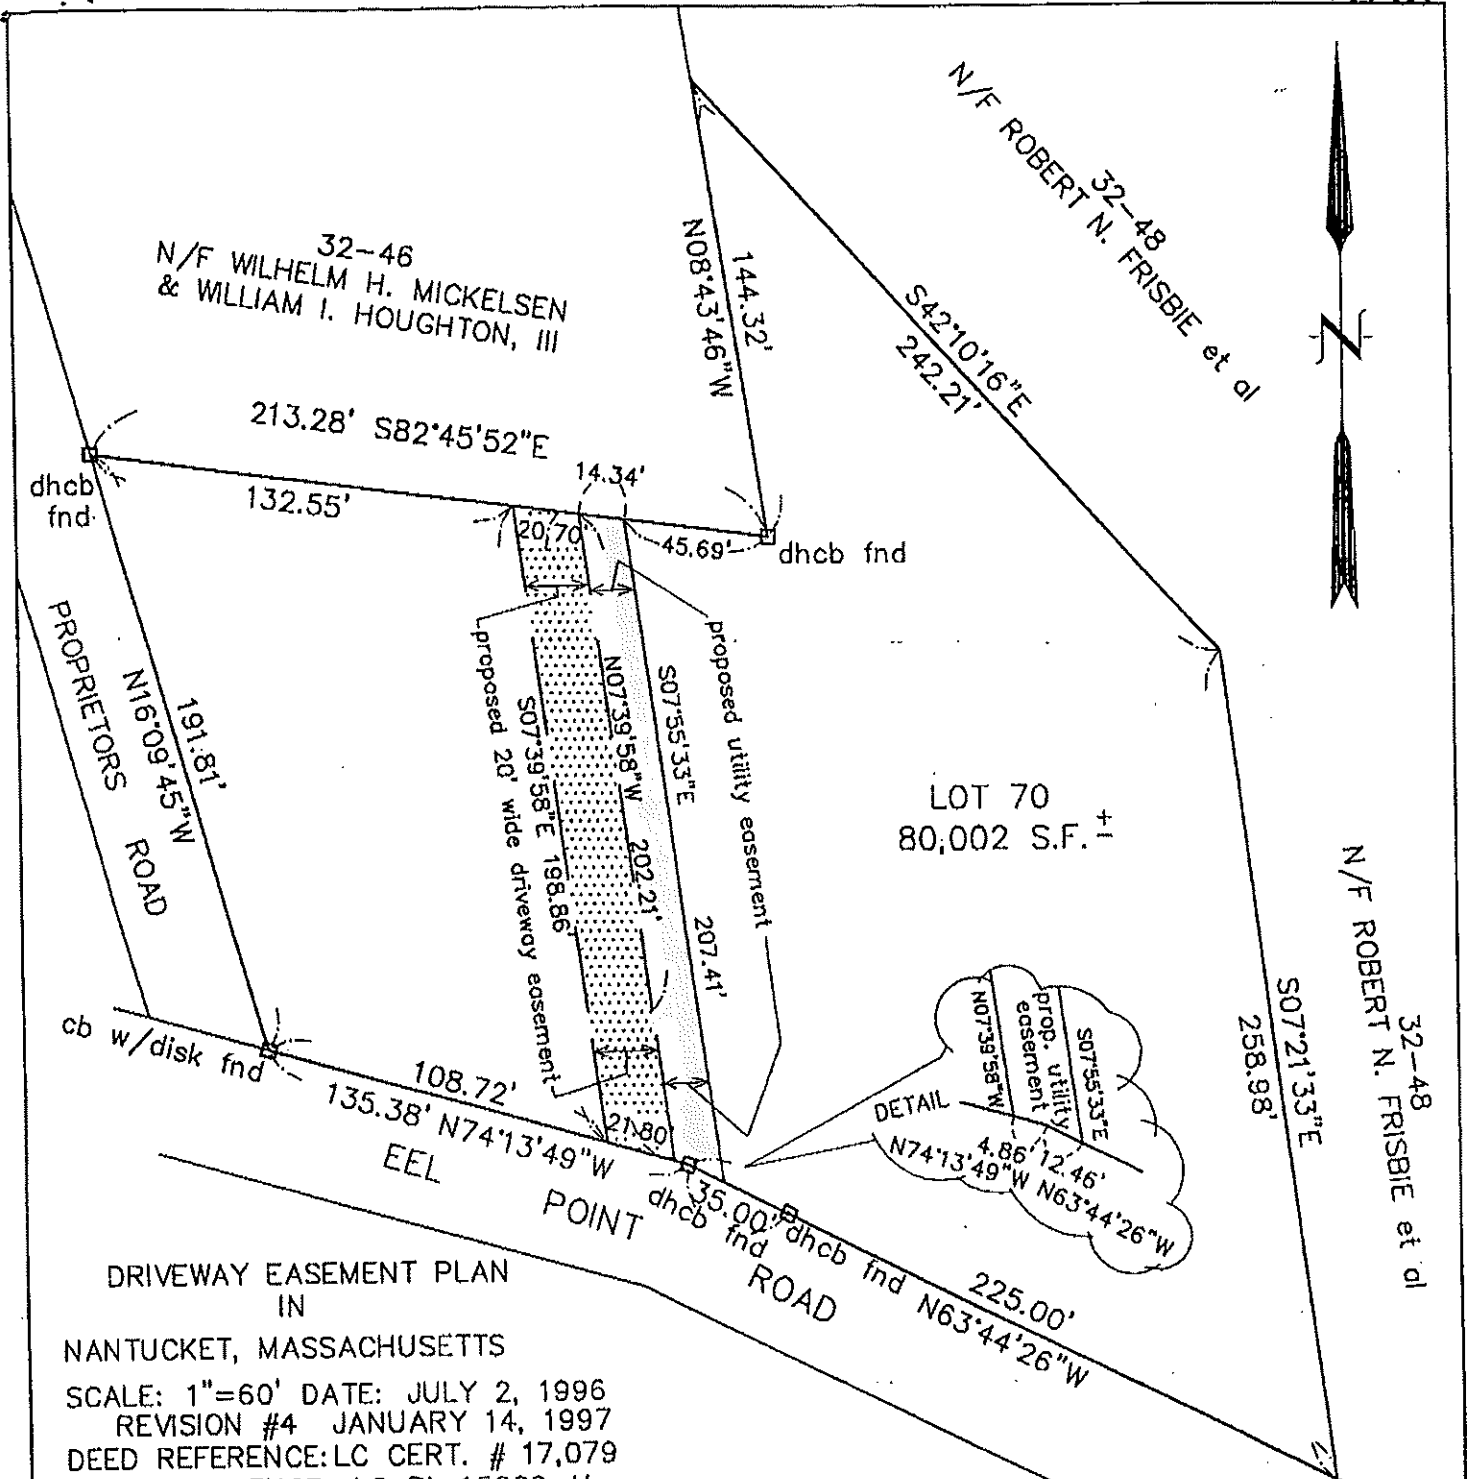 N/F ROBERT N. FRISBIE et al
32-48
32-46
N/F WILHELM H. MICKELSEN
& WILLIAM I. HOUGHTON, III
144.32'
N08°43'46"W
S42°10'16"E
242.21'
N
213.28' S82°45'52"E
14.34'
dhcb
fnd
132.55'
20.70'
45.69'
dhcb fnd
PROPRIETORS ROAD
N16°09'45"W
191.81'
proposed 20' wide driveway easement
S07°39'58"E 198.86'
N07°39'58"W 202.21'
S07°55'33"E 207.41'
proposed utility easement
LOT 70
80,002 S.F. ±
32-48
N/F ROBERT N. FRISBIE et al
S07°21'33"E
258.98'
cb w/disk fnd
108.72'
135.38' N74°13'49"W
21.80'
EEL POINT ROAD
dhcb
fnd
35.00'
dhcb fnd
225.00'
N63°44'26"W
DETAIL
N07°39'58"W
prop. utility
easement
S07°55'33"E
4.86' 12.46'
N74°13'49"W N63°44'26"W
DRIVEWAY EASEMENT PLAN
IN
NANTUCKET, MASSACHUSETTS
SCALE: 1"=60' DATE: JULY 2, 1996
REVISION #4 JANUARY 14, 1997
DEED REFERENCE: LC CERT. # 17,079